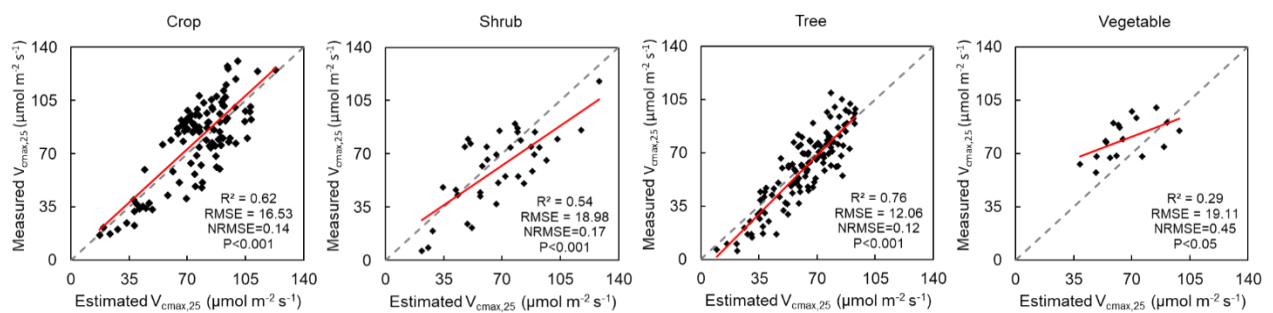 Crop
Measured Vcmax,25 (μmol m-2 s-1)
140
105
70
35
0
R² = 0.62
RMSE = 16.53
NRMSE=0.14
P<0.001
0 35 70 105 140
Estimated Vcmax,25 (μmol m-2 s-1)
Shrub
Measured Vcmax,25 (μmol m-2 s-1)
140
105
70
35
0
R² = 0.54
RMSE = 18.98
NRMSE=0.17
P<0.001
0 35 70 105 140
Estimated Vcmax,25 (μmol m-2 s-1)
Tree
Measured Vcmax,25 (μmol m-2 s-1)
140
105
70
35
0
R² = 0.76
RMSE = 12.06
NRMSE=0.12
P<0.001
0 35 70 105 140
Estimated Vcmax,25 (μmol m-2 s-1)
Vegetable
Measured Vcmax,25 (μmol m-2 s-1)
140
105
70
35
0
R² = 0.29
RMSE = 19.11
NRMSE=0.45
P<0.05
0 35 70 105 140
Estimated Vcmax,25 (μmol m-2 s-1)